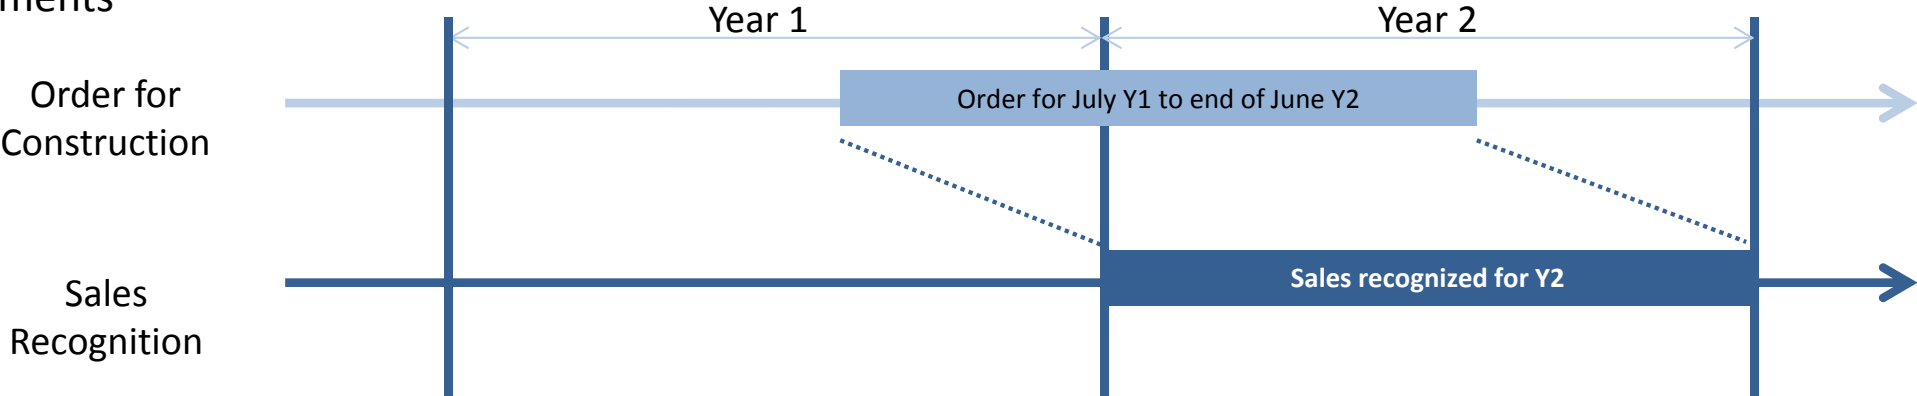 Year 1
Year 2
Order for
Construction
Order for July Y1 to end of June Y2
Sales
Recognition
Sales recognized for Y2